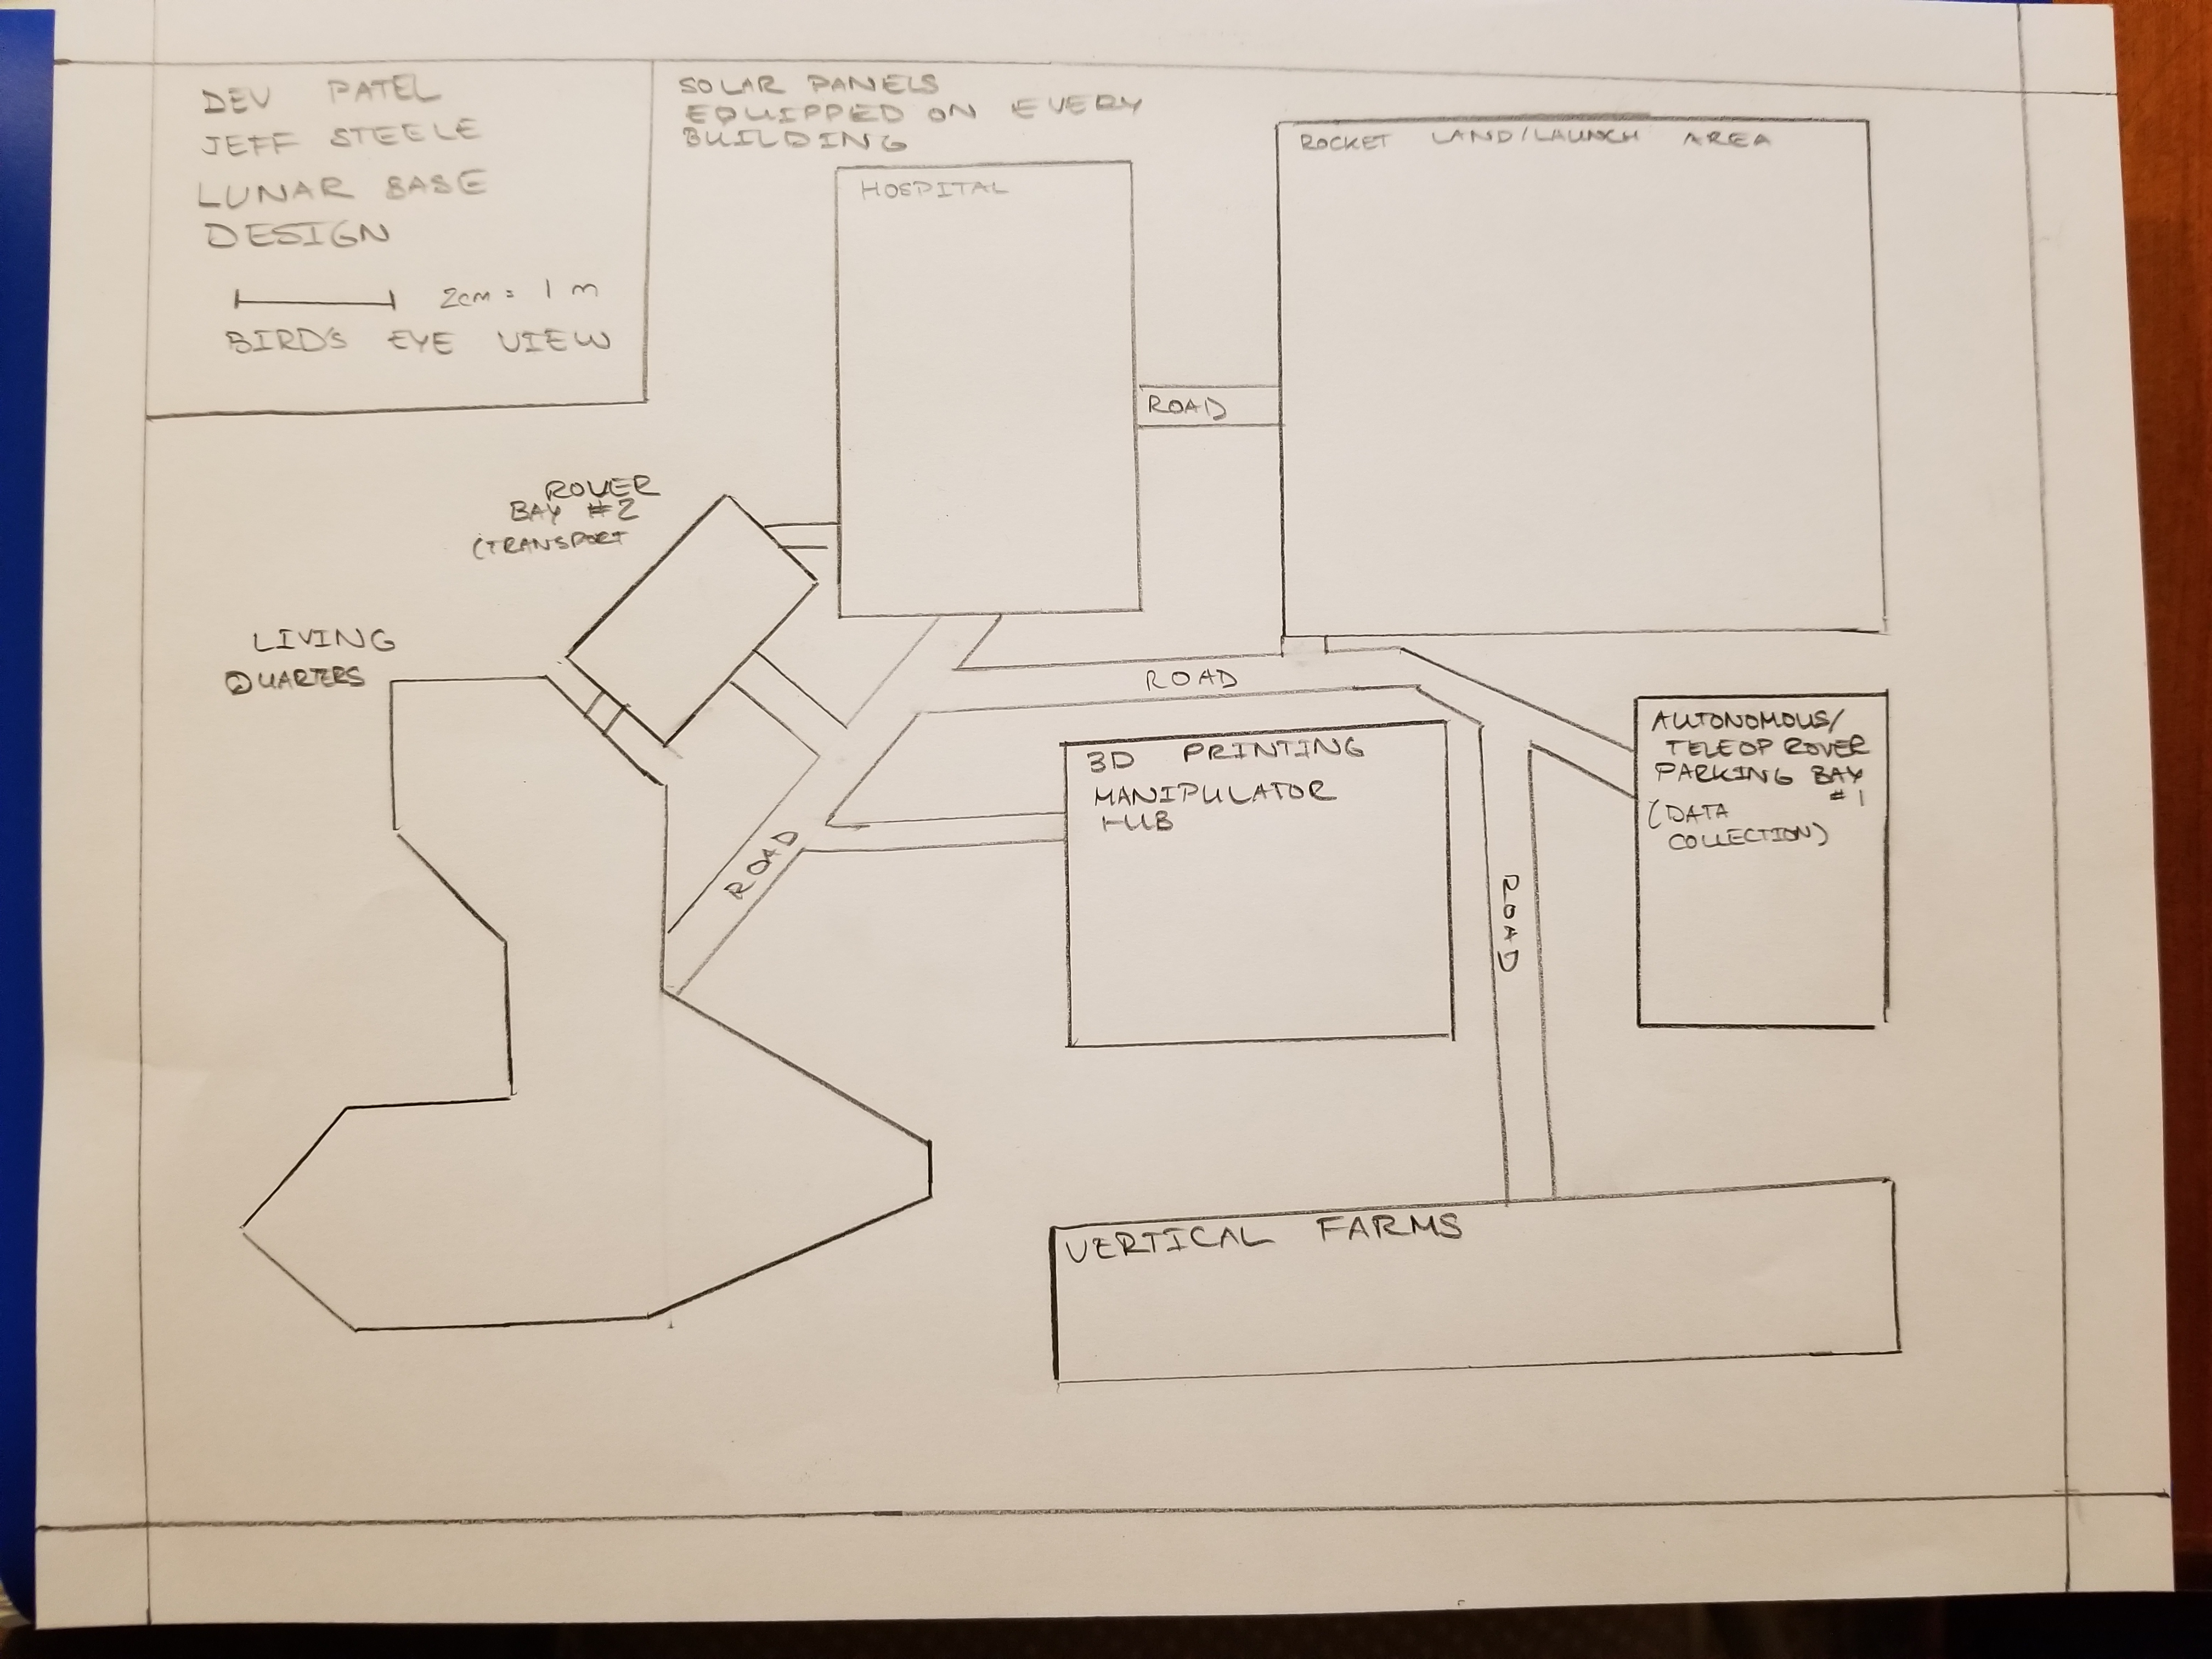 DEV PATEL
JEFF STEELE
LUNAR BASE
DESIGN
2cm = 1 m
BIRDS EYE VIEW
SOLAR PANELS
EQUIPPED ON EVERY
BUILDING
HOSPITAL
ROAD
ROCKET LAND/LAUNCH AREA
ROVER
BAY #2
(TRANSPORT
LIVING
QUARTERS
ROAD
ROAD
3D PRINTING
MANIPULATOR
HUB
AUTONOMOUS/
TELEOP ROVER
PARKING BAY
#1
(DATA
COLLECTION)
ROAD
VERTICAL FARMS